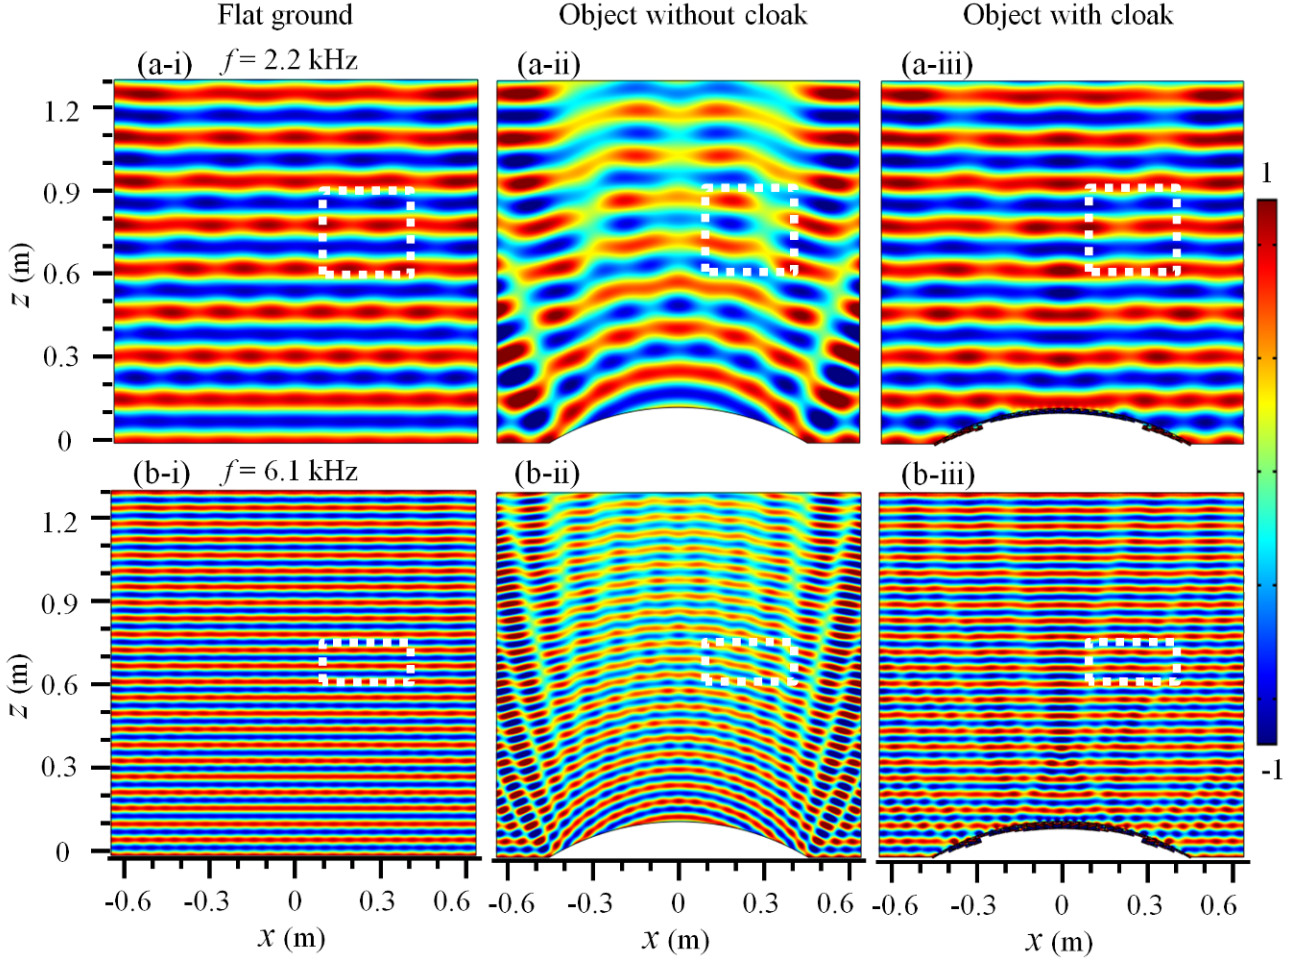 Flat ground Object without cloak Object with cloak
(a-i) f = 2.2 kHz (a-ii) (a-iii)
1.2
0.9
0.6
0.3
0
z (m)
1
-1
(b-i) f = 6.1 kHz (b-ii) (b-iii)
1.2
0.9
0.6
0.3
0
z (m)
-0.6 -0.3 0 0.3 0.6 -0.6 -0.3 0 0.3 0.6 -0.6 -0.3 0 0.3 0.6
x (m) x (m) x (m)